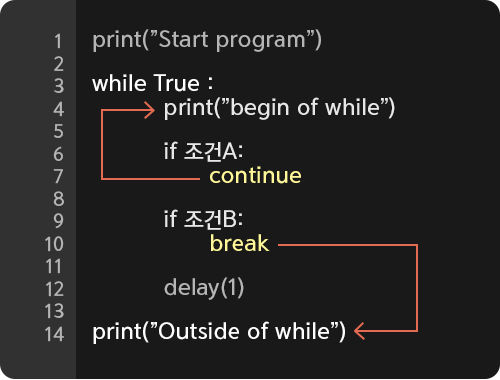 1 print("Start program")
2
3 while True :
4 print("begin of while")
5
6 if 조건A:
7 continue
8
9 if 조건B:
10 break
11
12 delay(1)
13
14 print("Outside of while")